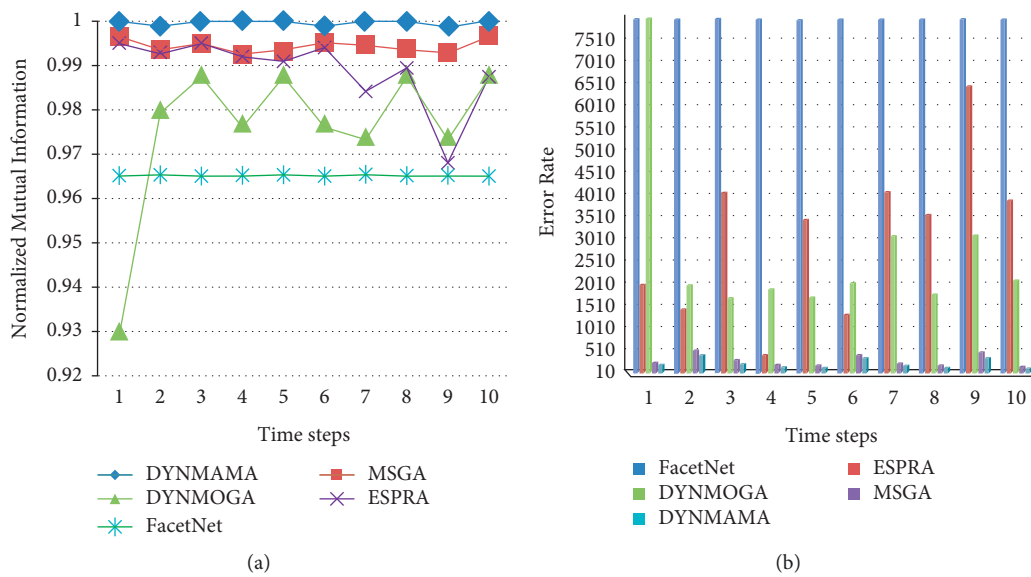 Normalized Mutual Information
1
0.99
0.98
0.97
0.96
0.95
0.94
0.93
0.92
1 2 3 4 5 6 7 8 9 10
Time steps
DYNMAMA
MSGA
DYNMOGA
ESPRA
FacetNet
(a)
Error Rate
7510
7010
6510
6010
5510
5010
4510
4010
3510
3010
2510
2010
1510
1010
510
10
1 2 3 4 5 6 7 8 9 10
Time steps
FacetNet
ESPRA
DYNMOGA
MSGA
DYNMAMA
(b)